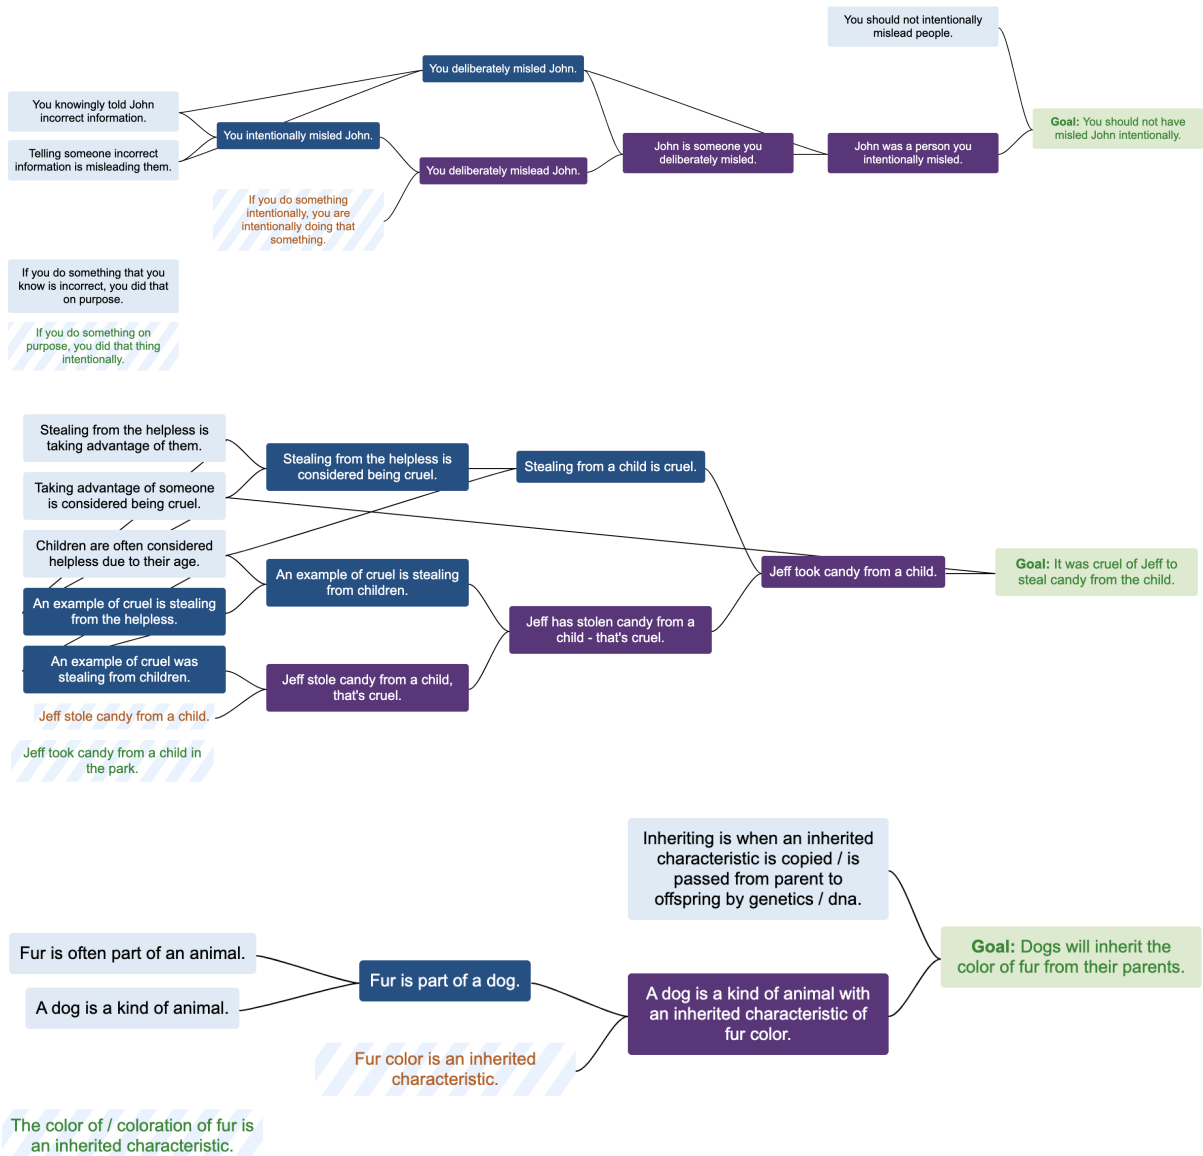 You should not intentionally
mislead people.
You deliberately misled John.
You knowingly told John
incorrect information.
Telling someone incorrect
information is misleading them.
You intentionally misled John.
You deliberately mislead John.
John is someone you
deliberately misled.
John was a person you
intentionally misled.
Goal: You should not have
misled John intentionally.
If you do something
intentionally, you are
intentionally doing that
something.
If you do something that you
know is incorrect, you did that
on purpose.
If you do something on
purpose, you did that thing
intentionally.
Stealing from the helpless is
taking advantage of them.
Taking advantage of someone
is considered being cruel.
Children are often considered
helpless due to their age.
An example of cruel is stealing
from the helpless.
An example of cruel was
stealing from children.
Jeff stole candy from a child.
Jeff took candy from a child in
the park.
Stealing from the helpless is
considered being cruel.
An example of cruel is stealing
from children.
Jeff stole candy from a child,
that's cruel.
Stealing from a child is cruel.
Jeff has stolen candy from a
child - that's cruel.
Jeff took candy from a child.
Goal: It was cruel of Jeff to
steal candy from the child.
Inheriting is when an inherited
characteristic is copied / is
passed from parent to
offspring by genetics / dna.
Fur is often part of an animal.
A dog is a kind of animal.
Fur is part of a dog.
Fur color is an inherited
characteristic.
A dog is a kind of animal with
an inherited characteristic of
fur color.
Goal: Dogs will inherit the
color of fur from their parents.
The color of / coloration of fur is
an inherited characteristic.